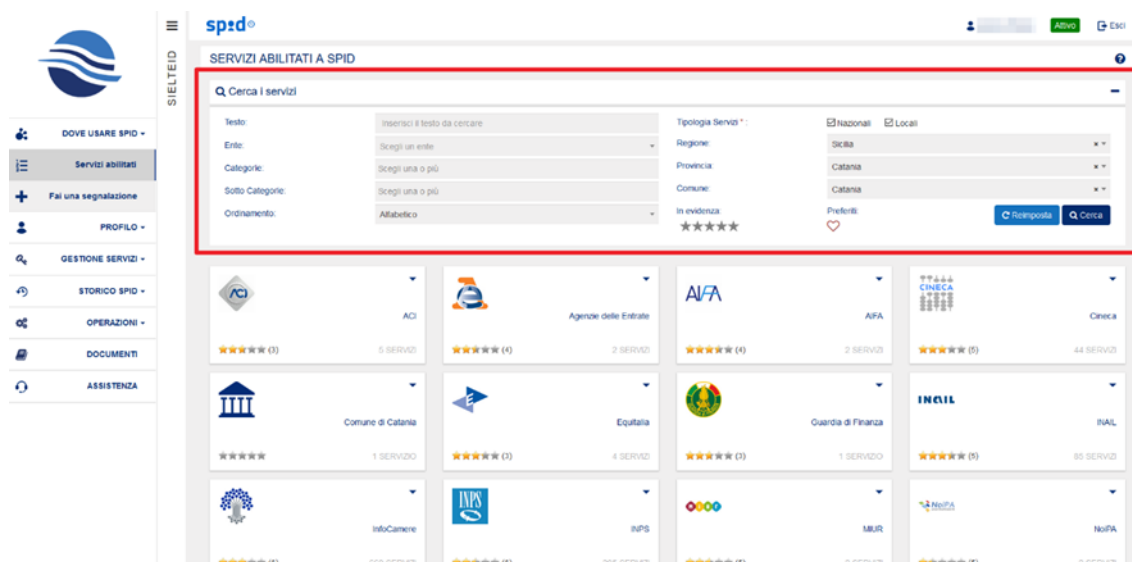 spid
Attivo
Esci
SIELTEID
SERVIZI ABILITATI A SPID
DOVE USARE SPID
Servizi abilitati
Fai una segnalazione
PROFILO
GESTIONE SERVIZI
STORICO SPID
OPERAZIONI
DOCUMENTI
ASSISTENZA
Cerca i servizi
Testo: Inserisci il testo da cercare
Ente: Scegli un ente
Categorie: Scegli una o più
Sotto Categorie: Scegli una o più
Ordinamento: Alfabetico
Tipologia Servizi * : Nazionali Locali
Regione: Sicilia
Provincia: Catania
Comune: Catania
In evidenza: Preferiti:
Reimposta Cerca
ACI
ACI
(3) 5 SERVIZI
Agenzie delle Entrate
(4) 2 SERVIZI
AIFA
AIFA
(4) 2 SERVIZI
CINECA
Cineca
(5) 44 SERVIZI
Comune di Catania
1 SERVIZIO
E
Equitalia
(3) 4 SERVIZI
Guardia di Finanza
(3) 1 SERVIZIO
INAIL
INAIL
(5) 85 SERVIZI
InfoCamere
INPS
INPS
MIUR
NoiPA
NoiPA